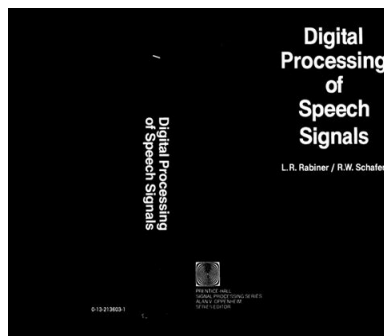 Digital
Processing
of
Speech
Signals
L.R. Rabiner / R.W. Schafer
Digital Processing
of Speech Signals
PRENTICE-HALL
SIGNAL PROCESSING SERIES
ALAN V. OPPENHEIM
SERIES EDITOR
0-13-213603-1